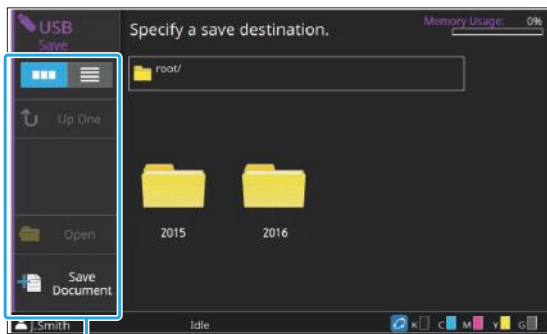 USB
Save
Specify a save destination.
Memory Usage: 0%
root/
Up One
Open
2015
2016
Save
Document
J.Smith
Idle
K
C
M
Y
G